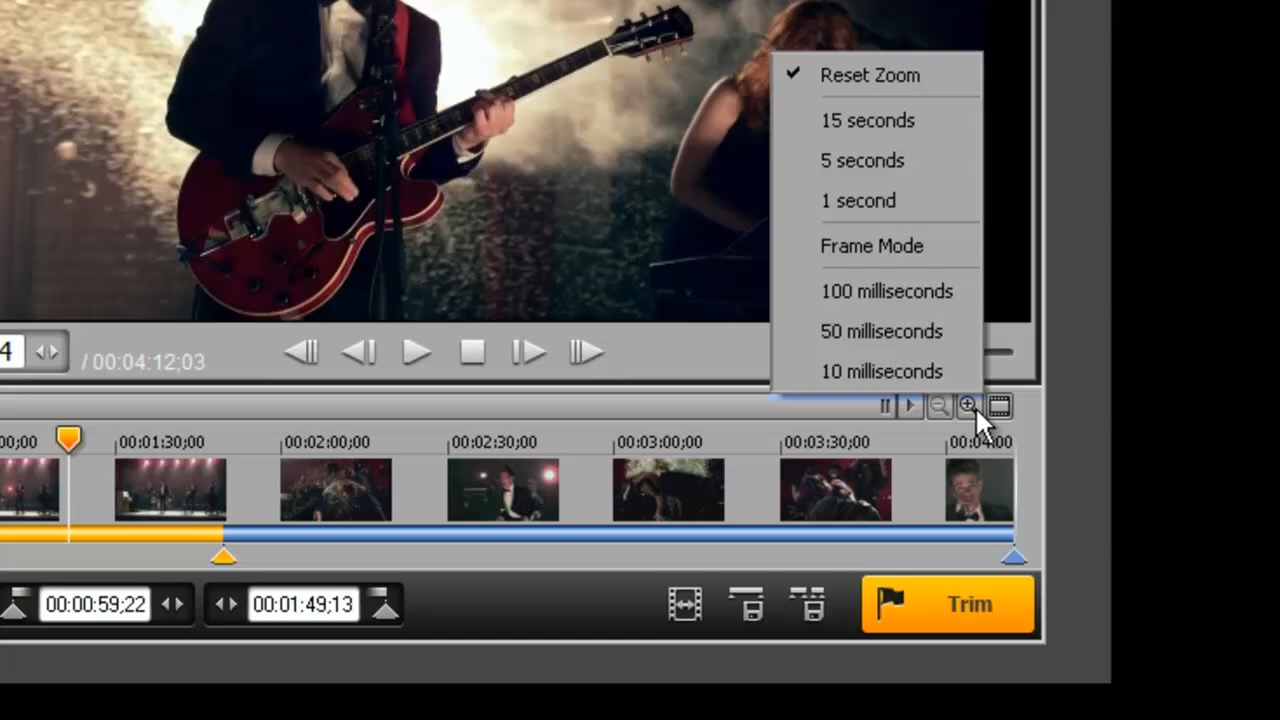 Reset Zoom
15 seconds
5 seconds
1 second
Frame Mode
100 milliseconds
50 milliseconds
10 milliseconds
4 / 00:04:12;03
00;00 00:01:30;00 00:02:00;00 00:02:30;00 00:03:00;00 00:03:30;00 00:04:00
00:00:59;22 00:01:49;13 Trim